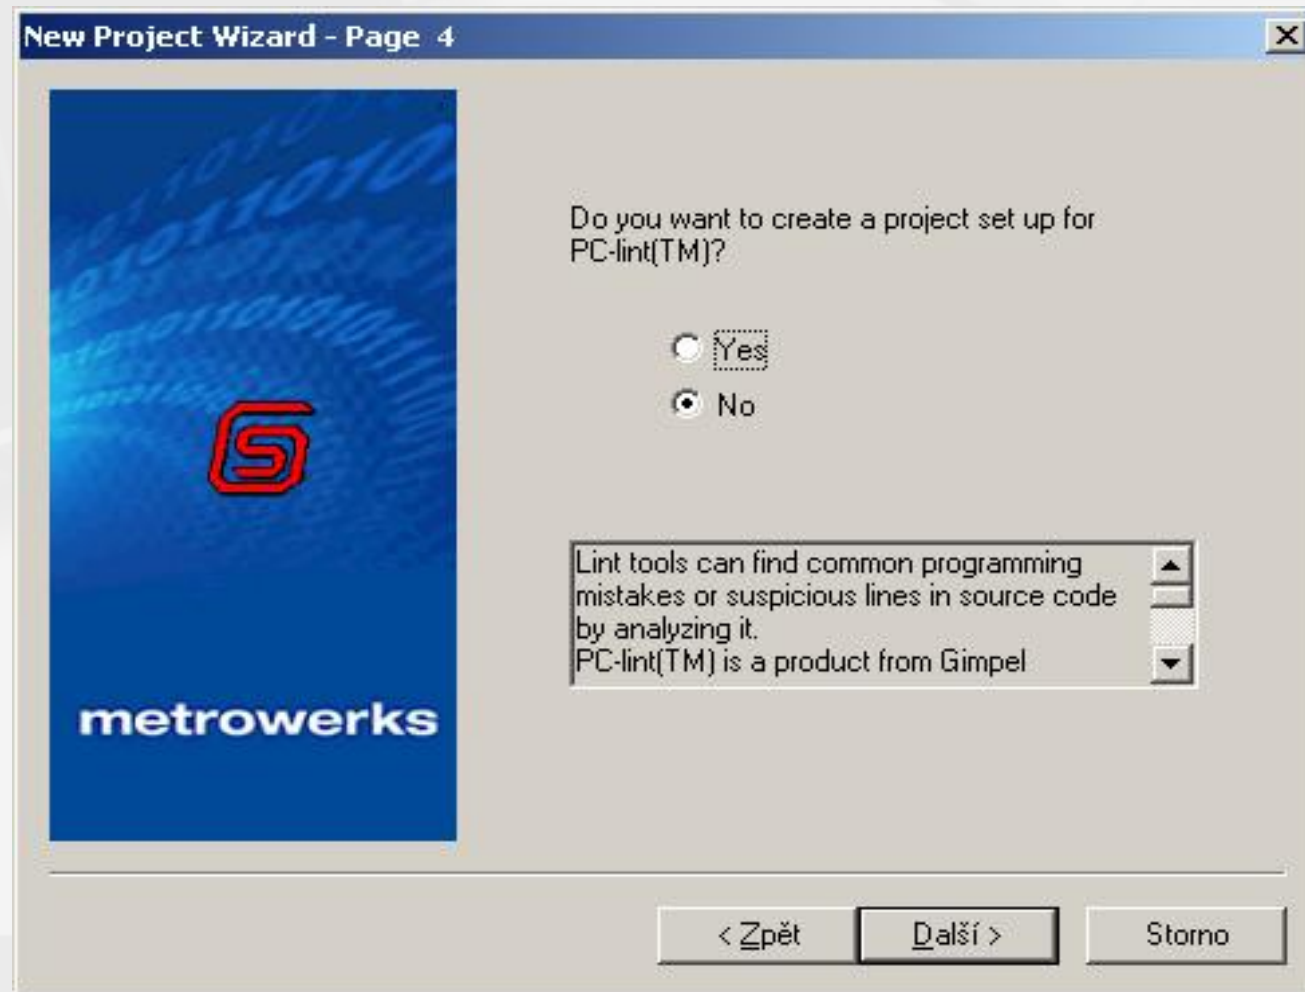 New Project Wizard - Page 4
Do you want to create a project set up for
PC-lint(TM)?
Yes
No
Lint tools can find common programming
mistakes or suspicious lines in source code
by analyzing it.
PC-lint(TM) is a product from Gimpel
metrowerks
< Zpět
Další >
Storno